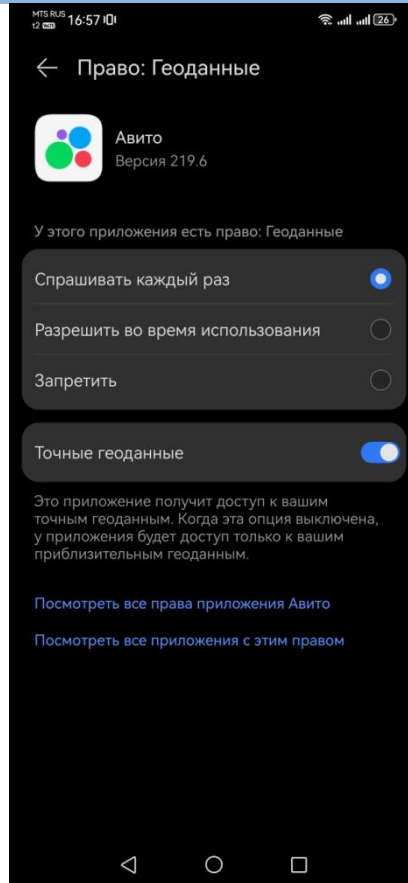 MTS RUS 16:57
t2 26
Право: Геоданные
Авито
Версия 219.6
У этого приложения есть право: Геоданные
Спрашивать каждый раз
Разрешить во время использования
Запретить
Точные геоданные
Это приложение получит доступ к вашим
точным геоданным. Когда эта опция выключена,
у приложения будет доступ только к вашим
приблизительным геоданным.
Посмотреть все права приложения Авито
Посмотреть все приложения с этим правом